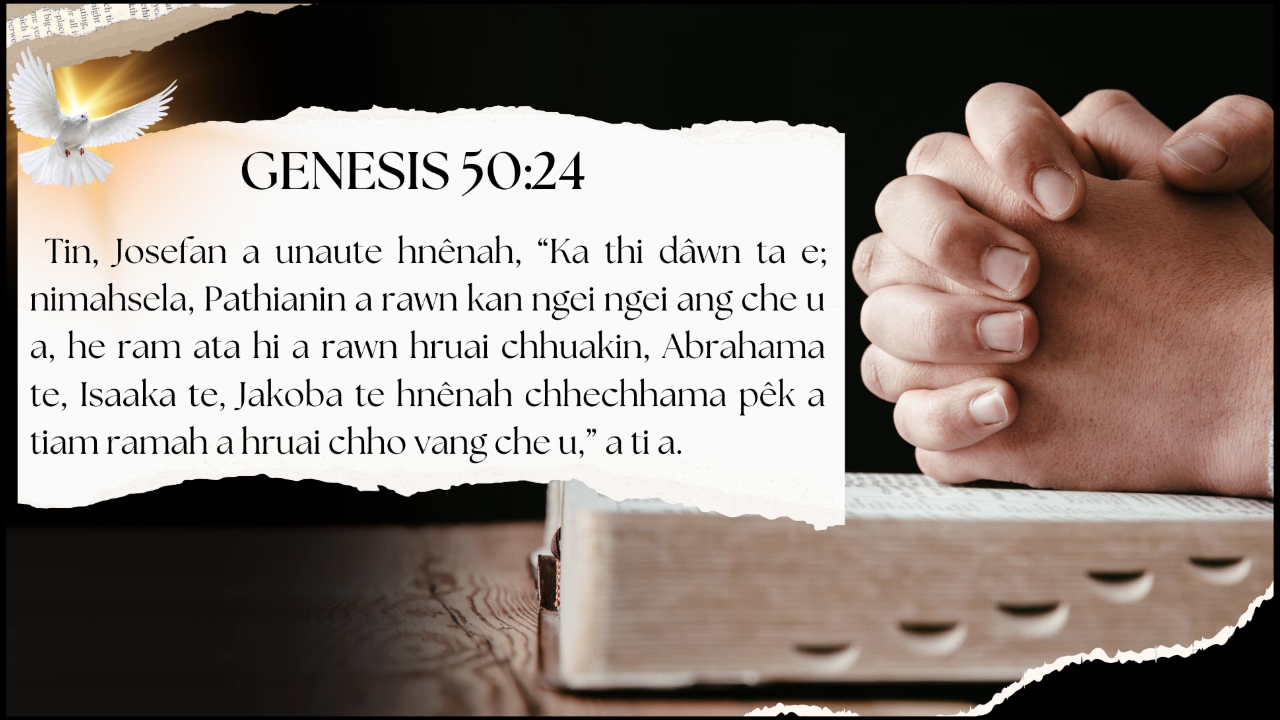 GENESIS 50:24
Tin, Josefan a unaute hnênah, “Ka thi dâwn ta e;
nimahsela, Pathianin a rawn kan ngei ngei ang che u
a, he ram ata hi a rawn hruai chhuakin, Abrahama
te, Isaaka te, Jakoba te hnênah chhechhama pêk a
tiam ramah a hruai chho vang che u,” a ti a.